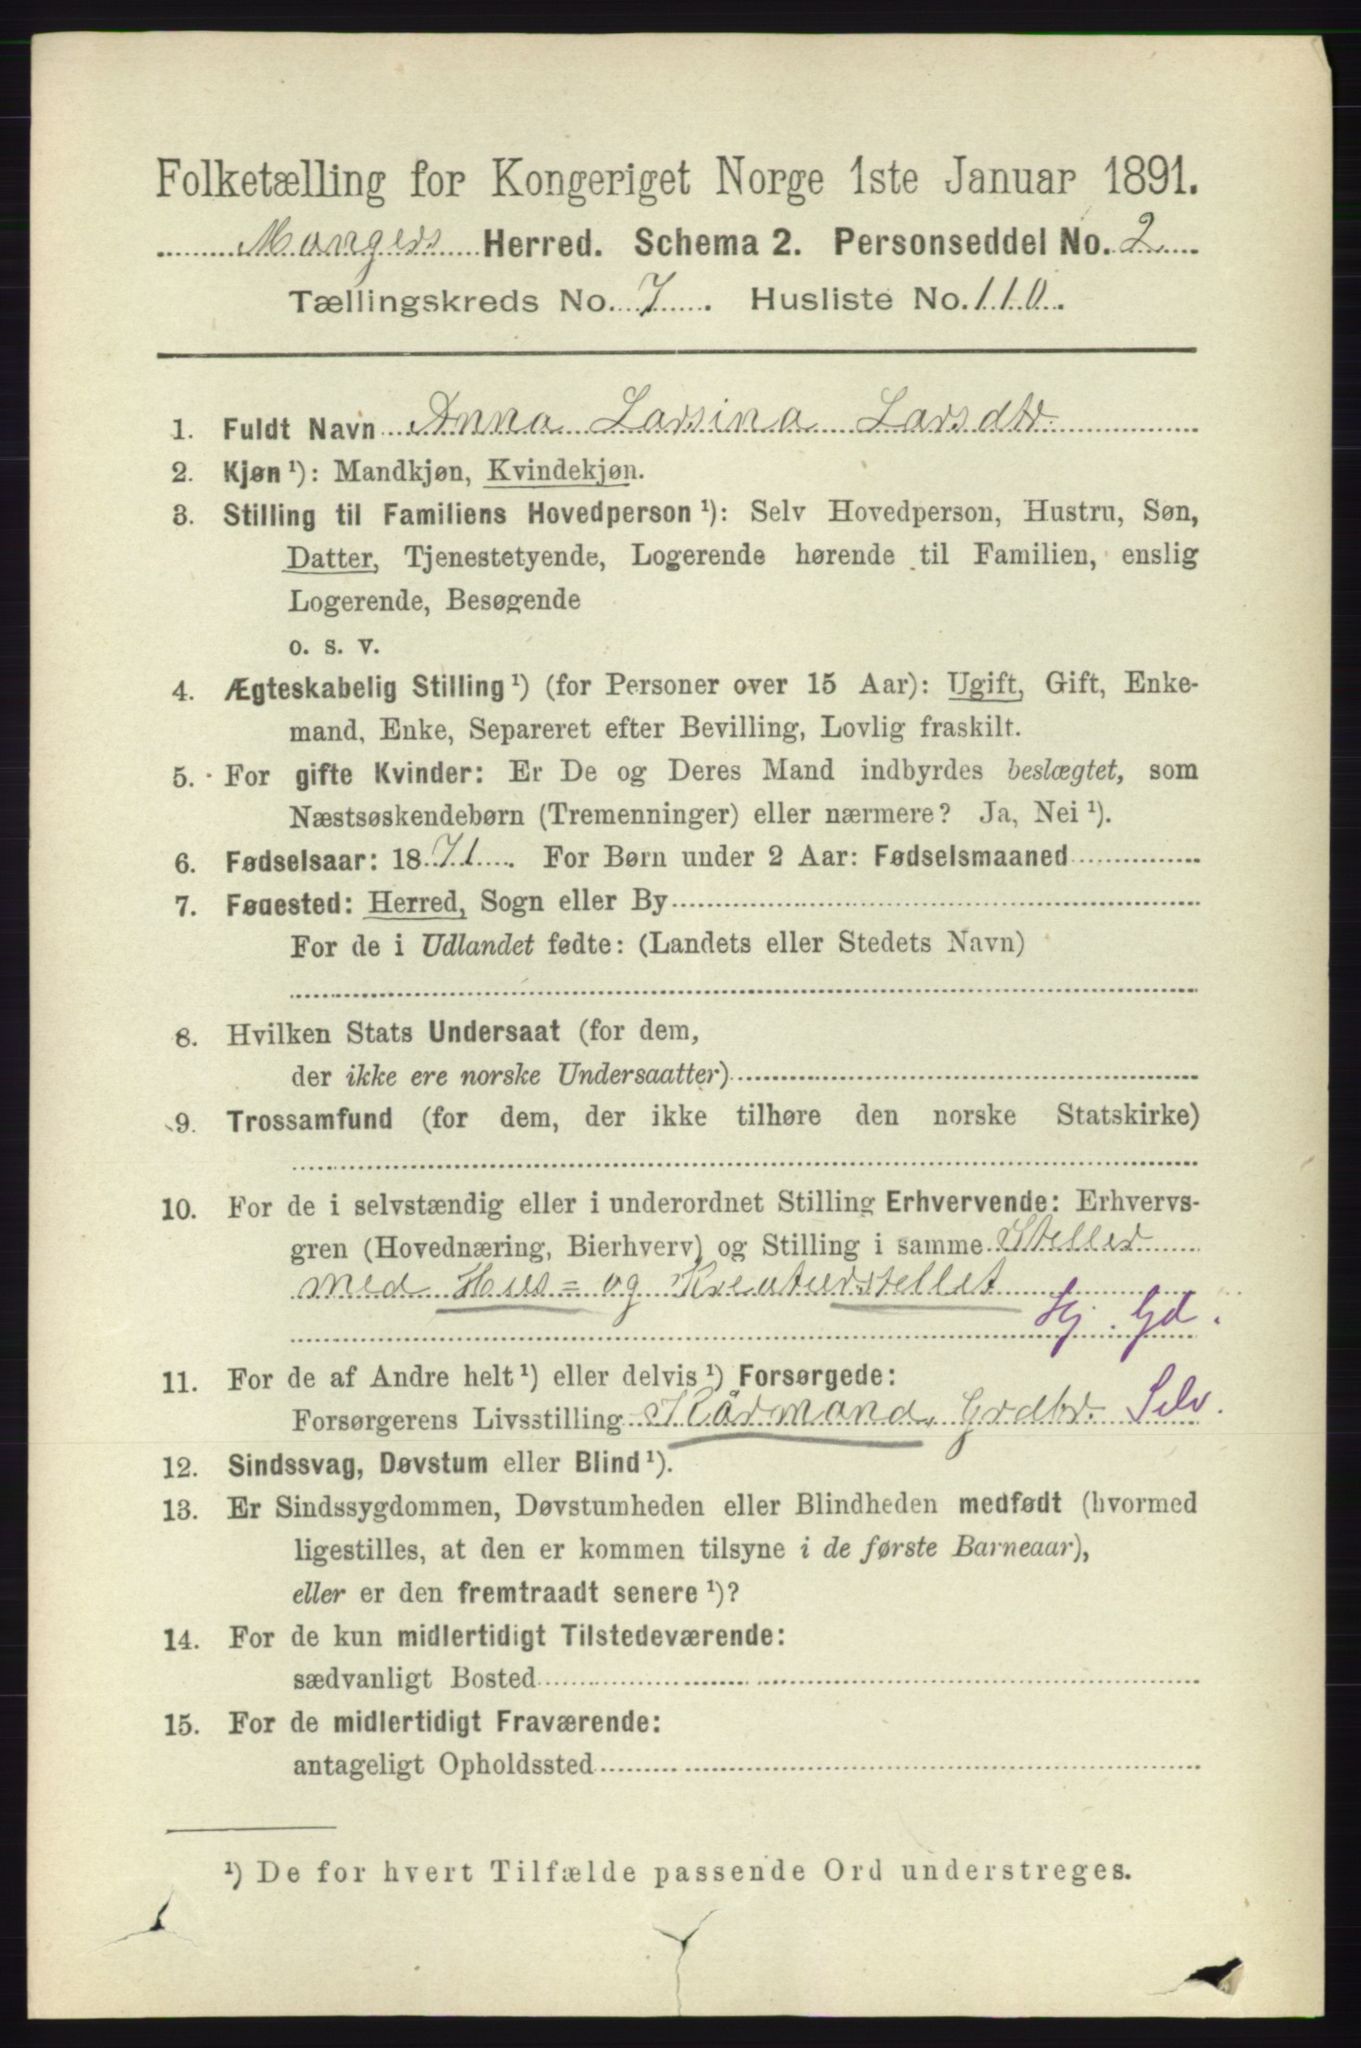 Folketælling for Kongeriget Norge 1ste Januar 1891.
Mangers Herred. Schema 2. Personseddel No. 2
Tællingskreds No. 7. Husliste No. 110.
1. Fuldt Navn Anna Larsina Larsdtr.
2. Kjøn ¹): Mandkjøn, Kvindekjøn.
3. Stilling til Familiens Hovedperson ¹): Selv Hovedperson, Hustru, Søn,
Datter, Tjenestetyende, Logerende hørende til Familien, enslig
Logerende, Besøgende
o. s. v.
4. Ægteskabelig Stilling ¹) (for Personer over 15 Aar): Ugift, Gift, Enke-
mand, Enke, Separeret efter Bevilling, Lovlig fraskilt.
5. For gifte Kvinder: Er De og Deres Mand indbyrdes beslægtet, som
Næstsøskendebørn (Tremenninger) eller nærmere? Ja, Nei ¹).
6. Fødselsaar: 1871. For Børn under 2 Aar: Fødselsmaaned
7. Fødested: Herred, Sogn eller By
For de i Udlandet fødte: (Landets eller Stedets Navn)
8. Hvilken Stats Undersaat (for dem,
der ikke ere norske Undersaatter)
9. Trossamfund (for dem, der ikke tilhøre den norske Statskirke)
10. For de i selvstændig eller i underordnet Stilling Erhvervende: Erhvervs-
gren (Hovednæring, Bierhverv) og Stilling i samme Steller
med Hus= og Kreaturstellet
Hj. Gd.
11. For de af Andre helt ¹) eller delvis ¹) Forsørgede:
Forsørgerens Livsstilling Kårmand, Grdbr. Selv.
12. Sindssvag, Døvstum eller Blind ¹).
13. Er Sindssygdommen, Døvstumheden eller Blindheden medfødt (hvormed
ligestilles, at den er kommen tilsyne i de første Barneaar),
eller er den fremtraadt senere ¹)?
14. For de kun midlertidigt Tilstedeværende:
sædvanligt Bosted
15. For de midlertidigt Fraværende:
antageligt Opholdssted
¹) De for hvert Tilfælde passende Ord understreges.